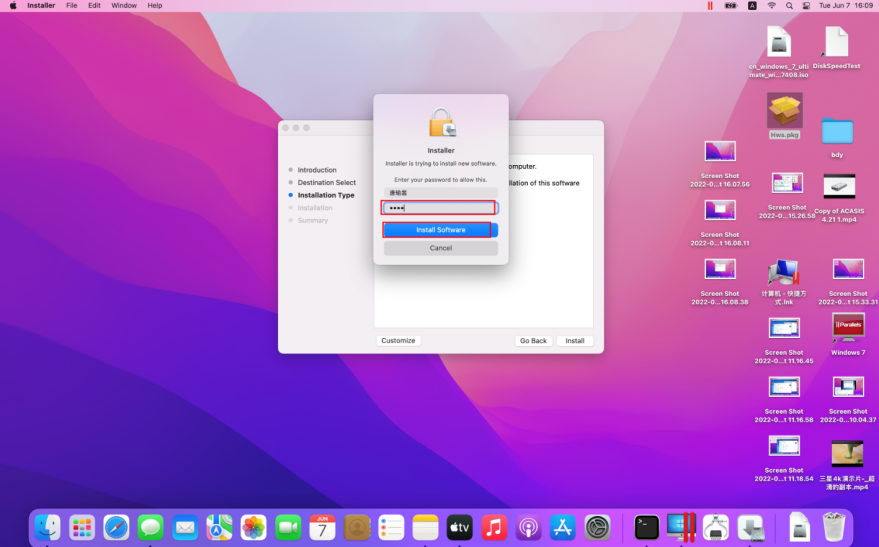 Installer File Edit Window Help
A
Tue Jun 7 16:09
cn_windows_7_ulti
mate_wi...7408.iso
DiskSpeedTest
Hws.pkg
bdy
Screen Shot
2022-0...16.07.56
Screen Shot
2022-0...15.26.58
Copy of ACASIS
4.21 1.mp4
Screen Shot
2022-0...16.08.11
Screen Shot
2022-0...16.08.38
计算机 - 快捷方
式.lnk
Screen Shot
2022-0...t 15.33.31
Screen Shot
2022-0...t 11.16.45
Parallels
Windows 7
Screen Shot
2022-0...t 11.16.58
Screen Shot
2022-0...10.04.37
Screen Shot
2022-0...t 11.18.54
三星4k演示片-_超
清的副本.mp4
Installer
Installer is trying to install new software.
Enter your password to allow this.
Install Software
Cancel
Introduction
Destination Select
Installation Type
Installation
Summary
omputer.
llation of this software
Customize
Go Back
Install
JUN
7
tv